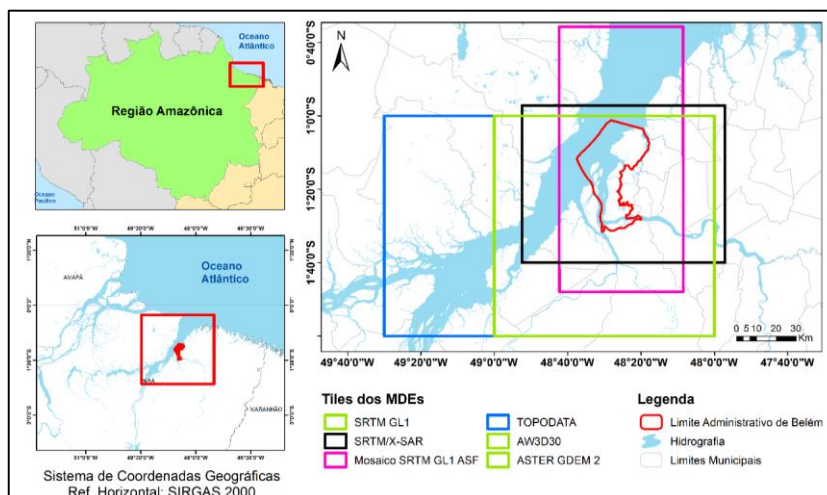 Oceano
Atlântico
Região Amazônica
Oceano
Pacífico
51°0'0"W 49°30'0"W 48°0'0"W 46°30'0"W
Oceano
Atlântico
AMAPÁ
MARANHÃO
Sistema de Coordenadas Geográficas
Ref. Horizontal: SIRGAS 2000
N
0°40'0"S
1°0'0"S
1°20'0"S
1°40'0"S
0 5 10 20 30
Km
49°40'0"W 49°20'0"W 49°0'0"W 48°40'0"W 48°20'0"W 48°0'0"W
Tiles dos MDEs
SRTM GL1
SRTM/X-SAR
Mosaico SRTM GL1 ASF
TOPODATA
AW3D30
ASTER GDEM 2
Legenda
Limite Administrativo de Belém
Hidrografia
Limites Municipais